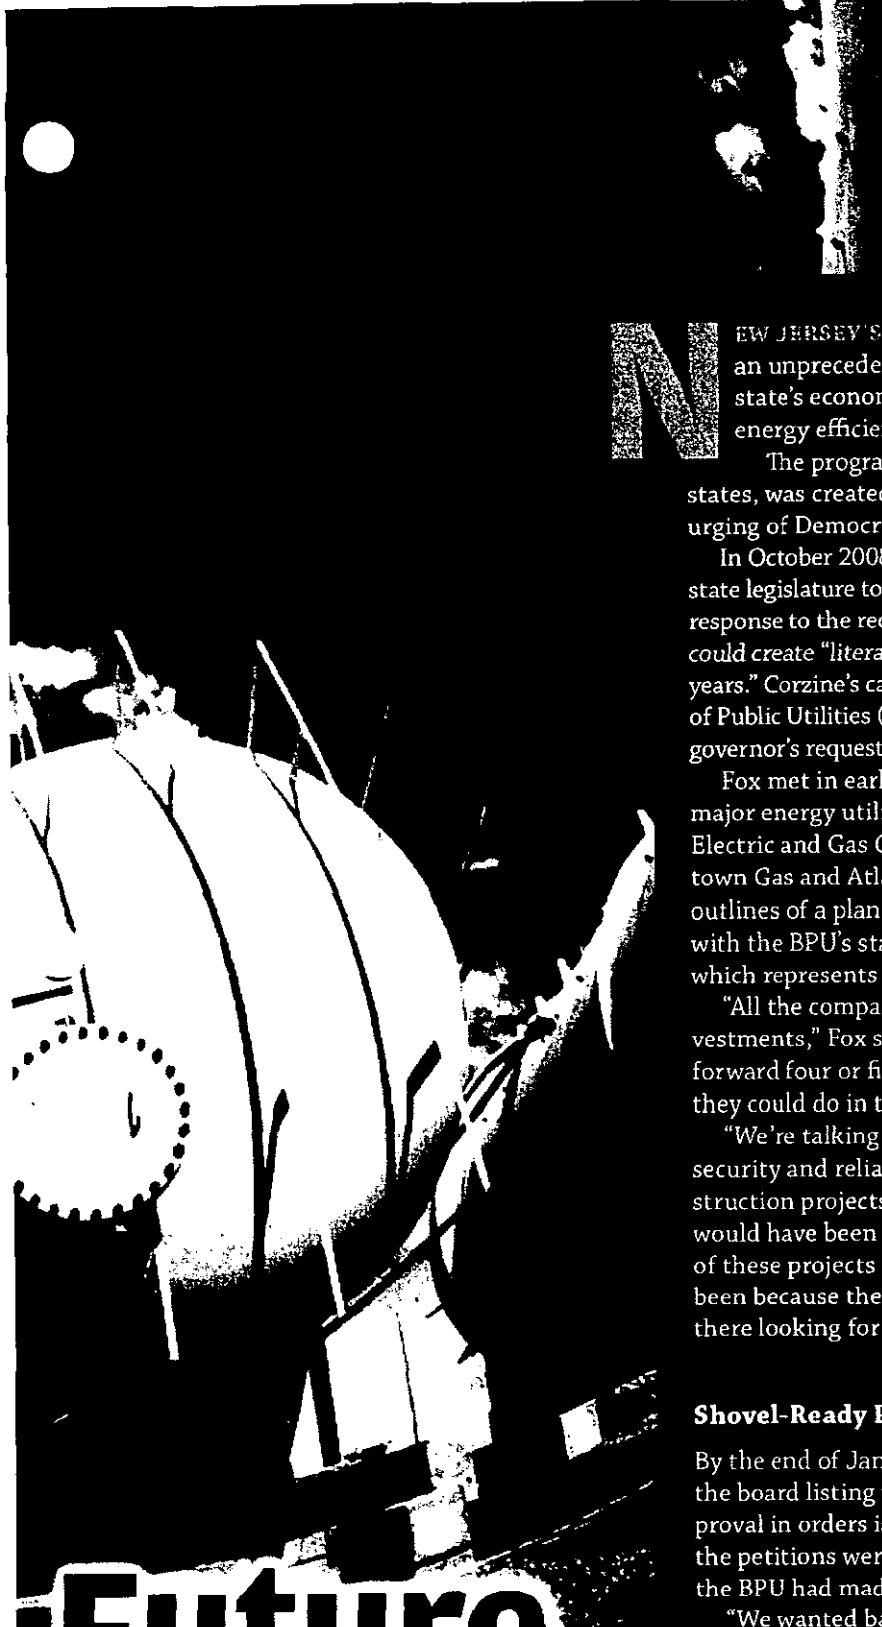 NEW JERSEY'S
an unprecede
state's econor
energy efficier
The progra
states, was created
urging of Democr
In October 2008
state legislature to
response to the rec
could create "litera
years." Corzine's ca
of Public Utilities (
governor's request
Fox met in earl
major energy util
Electric and Gas C
town Gas and Atl
outlines of a plan
with the BPU's sta
which represents
"All the compa
vestments," Fox s
forward four or fi
they could do in t
"We're talking
security and relia
struction projects
would have been
of these projects
been because the
there looking for
Shovel-Ready
By the end of Jan
the board listing
proval in orders i
the petitions wer
the BPU had mad
"We wanted ba
Future